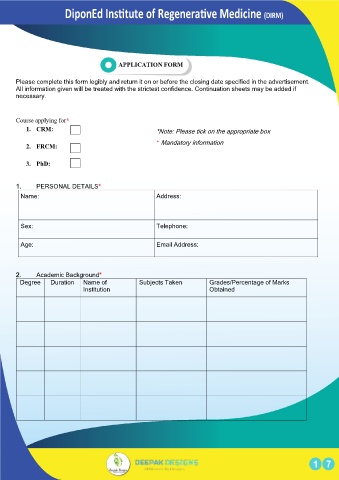 DiponEd Institute of Regenerative Medicine (DIRM)
APPLICATION FORM
Please complete this form legibly and return it on or before the closing date specified in the advertisement.
All information given will be treated with the strictest confidence. Continuation sheets may be added if
necessary.
Course applying for*
1. CRM:
*Note: Please tick on the appropriate box
* Mandatory information
2. FRCM:
3. PhD:
1. PERSONAL DETAILS*
Name: Address:
Sex: Telephone:
Age: Email Address:
2. Academic Background*
Degree Duration Name of Institution Subjects Taken Grades/Percentage of Marks Obtained
DEEPAK DESIGNS
1 7